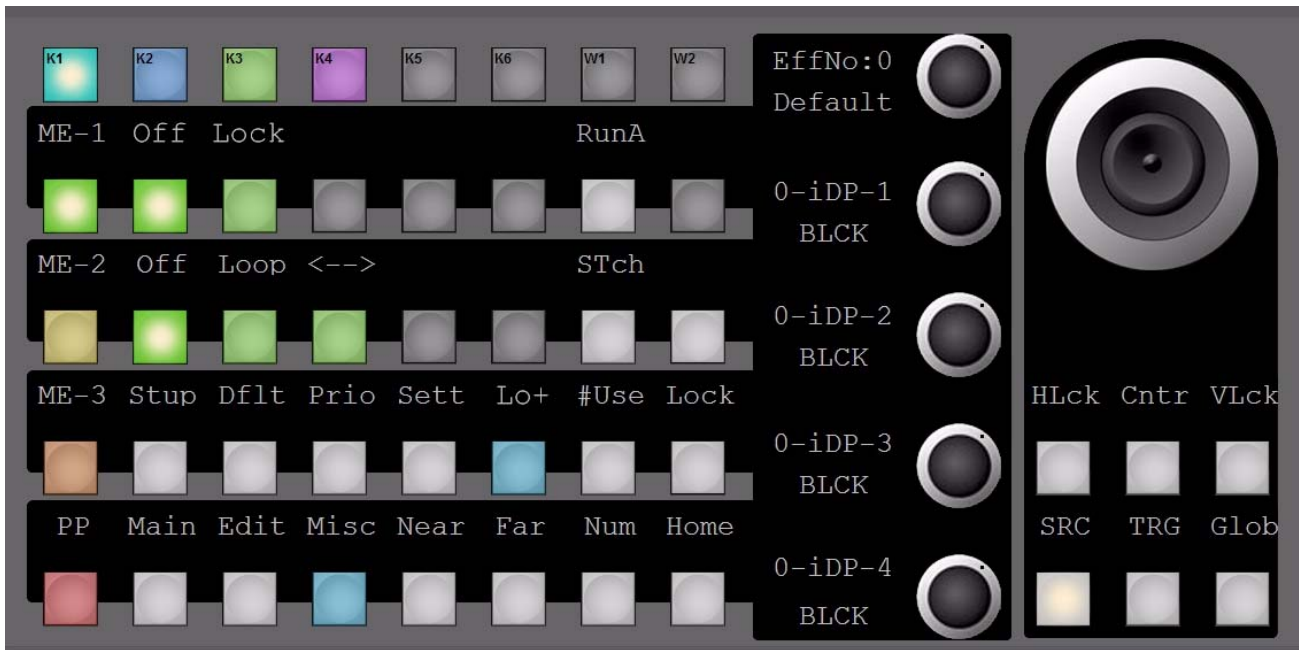 K1 K2 K3 K4 K5 K6 W1 W2
EffNo:0
Default
ME-1 Off Lock RunA
0-iDP-1
BLCK
ME-2 Off Loop <--> STch
0-iDP-2
BLCK
ME-3 Stup Dflt Prio Sett Lo+ #Use Lock
HLck Cntr VLck
0-iDP-3
BLCK
PP Main Edit Misc Near Far Num Home
SRC TRG Glob
0-iDP-4
BLCK